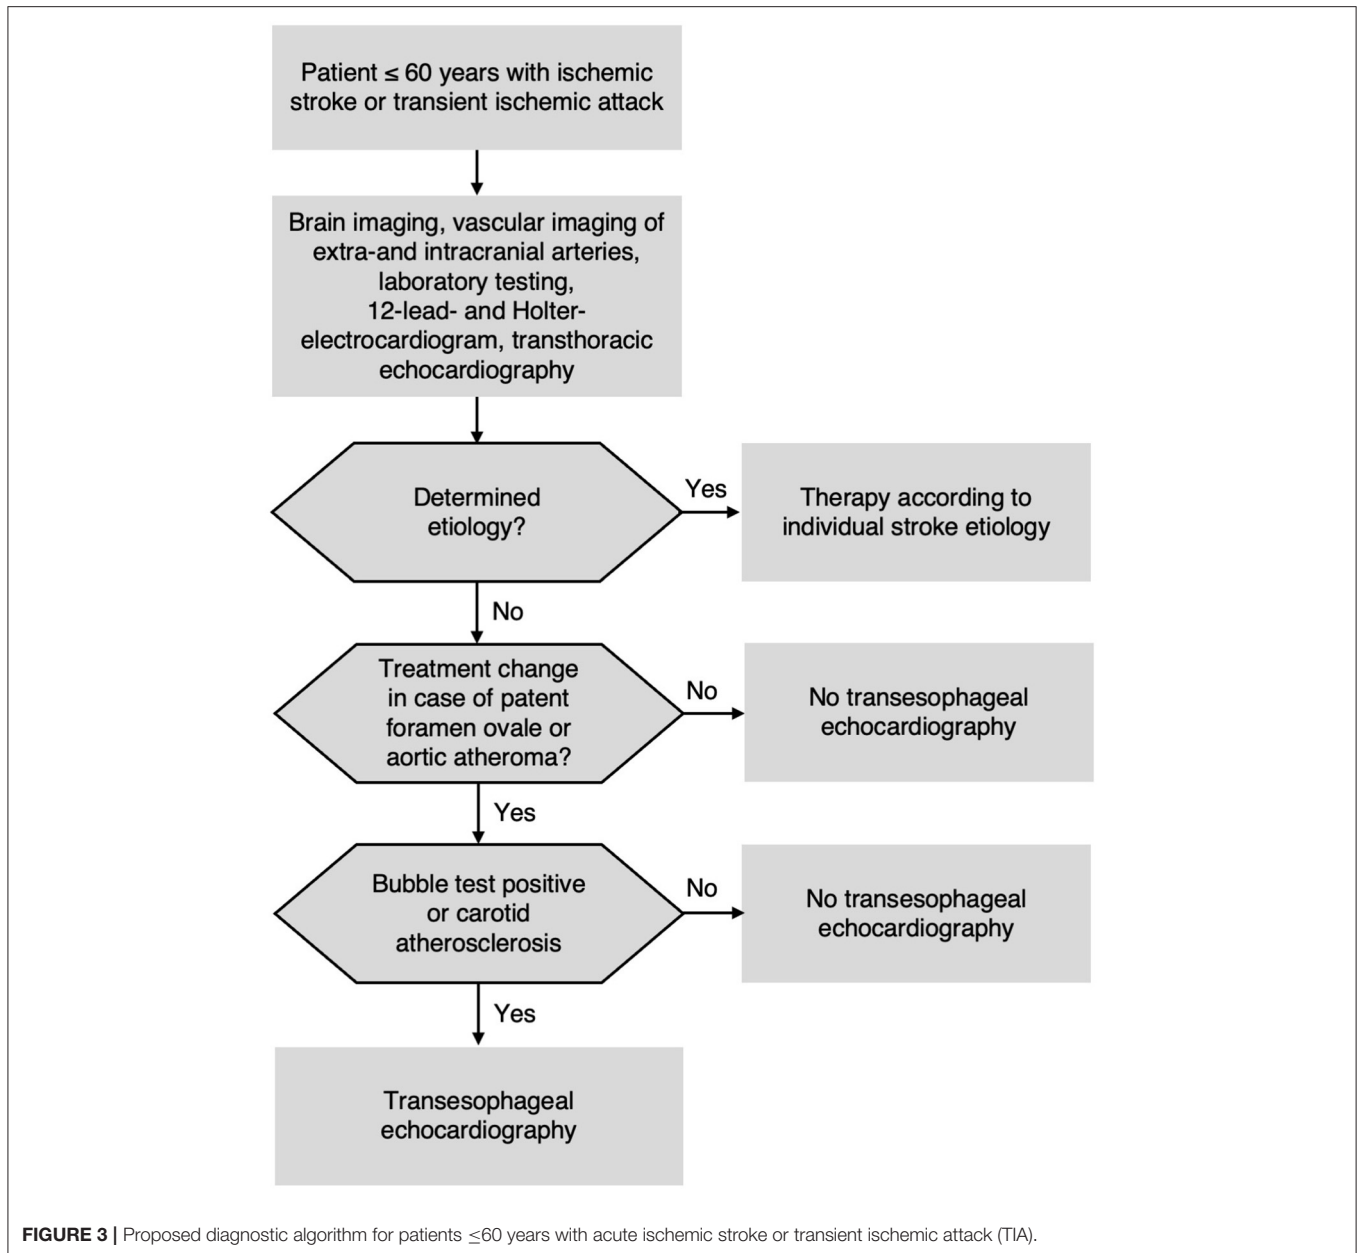 Patient ≤ 60 years with ischemic
stroke or transient ischemic attack
Brain imaging, vascular imaging of
extra-and intracranial arteries,
laboratory testing,
12-lead- and Holter-
electrocardiogram, transthoracic
echocardiography
Determined
etiology?
Yes
Therapy according to
individual stroke etiology
No
Treatment change
in case of patent
foramen ovale or
aortic atheroma?
No
No transesophageal
echocardiography
Yes
Bubble test positive
or carotid
atherosclerosis
No
No transesophageal
echocardiography
Yes
Transesophageal
echocardiography
FIGURE 3 | Proposed diagnostic algorithm for patients ≤60 years with acute ischemic stroke or transient ischemic attack (TIA).